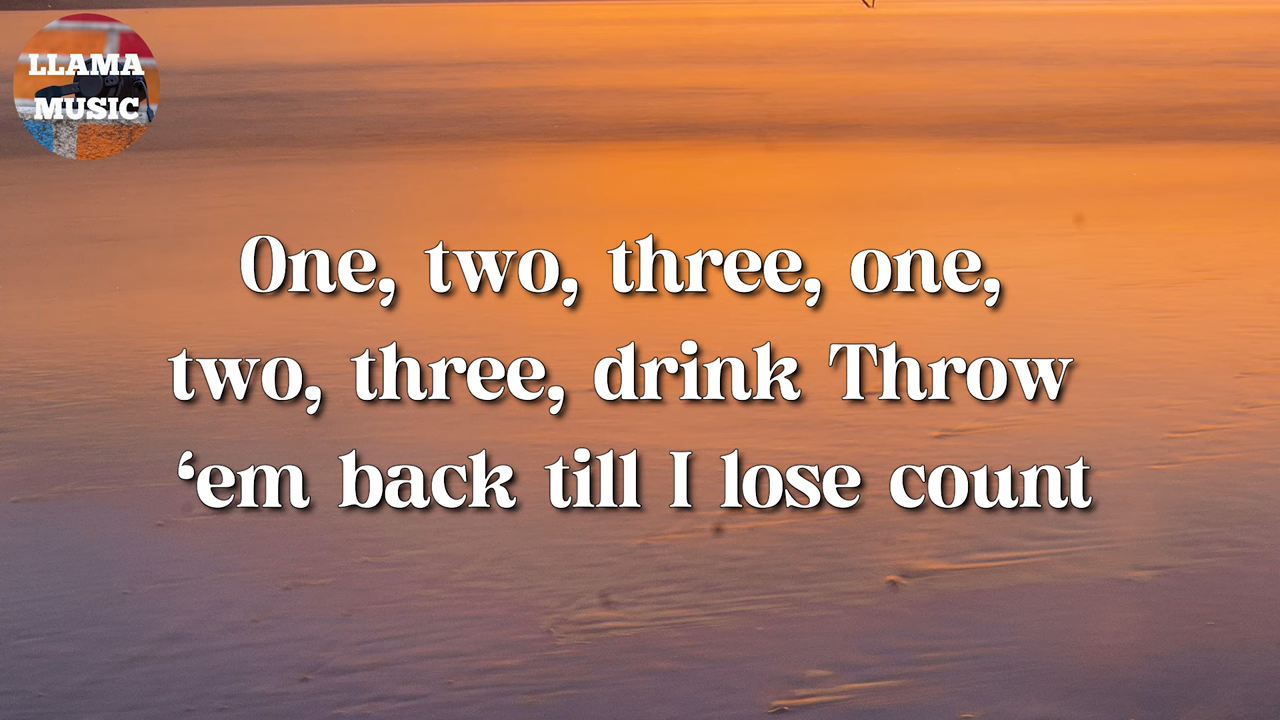 LLAMA
MUSIC
One, two, three, one,
two, three, drink Throw
‘em back till I lose count